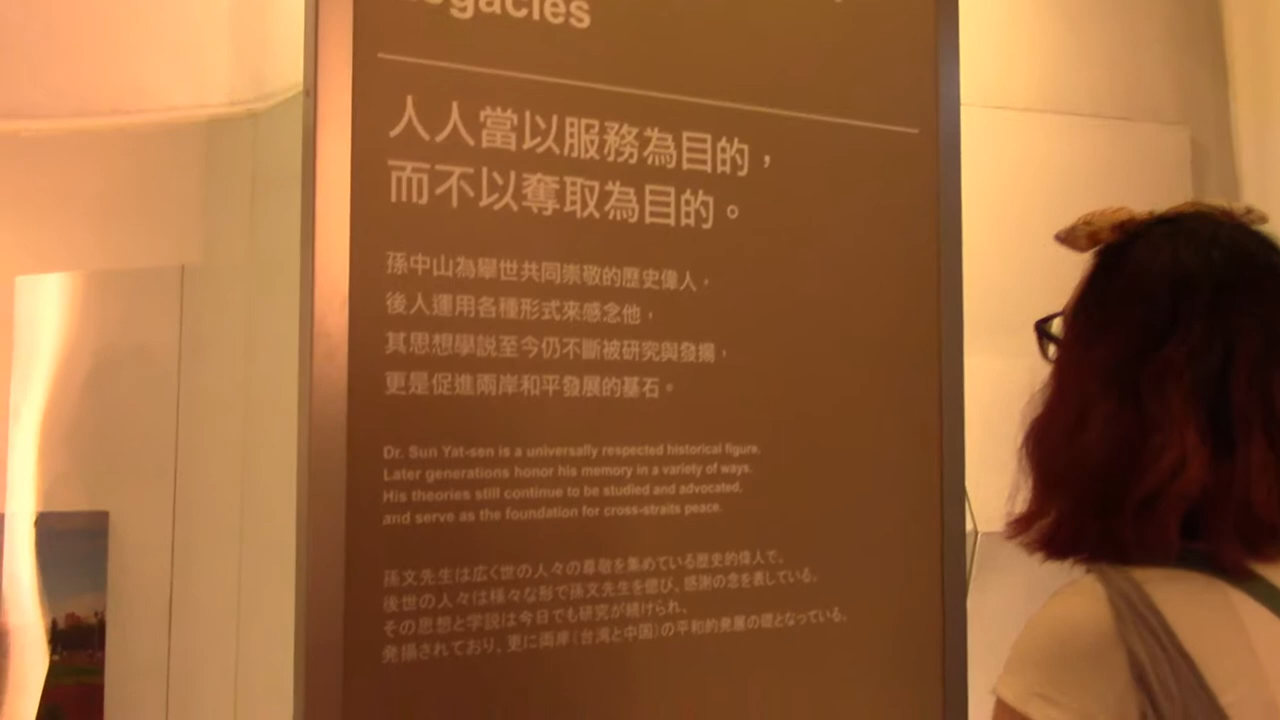 Legacies
人人當以服務為目的，
而不以奪取為目的。
孫中山為舉世共同崇敬的歷史偉人，
後人運用各種形式來感念他，
其思想學說至今仍不斷被研究與發揚，
更是促進兩岸和平發展的基石。
Dr. Sun Yat-sen is a universally respected historical figure.
Later generations honor his memory in a variety of ways.
His theories still continue to be studied and advocated,
and serve as the foundation for cross-straits peace.
孫文先生は広く世の人々の尊敬を集めている歴史的偉人で、
後世の人々は様々な形で孫文先生を偲び、感謝の念を表している。
その思想と学説は今日でも研究が続けられ、
発揚されており、更に両岸（台湾と中国）の平和的発展の礎となっている。